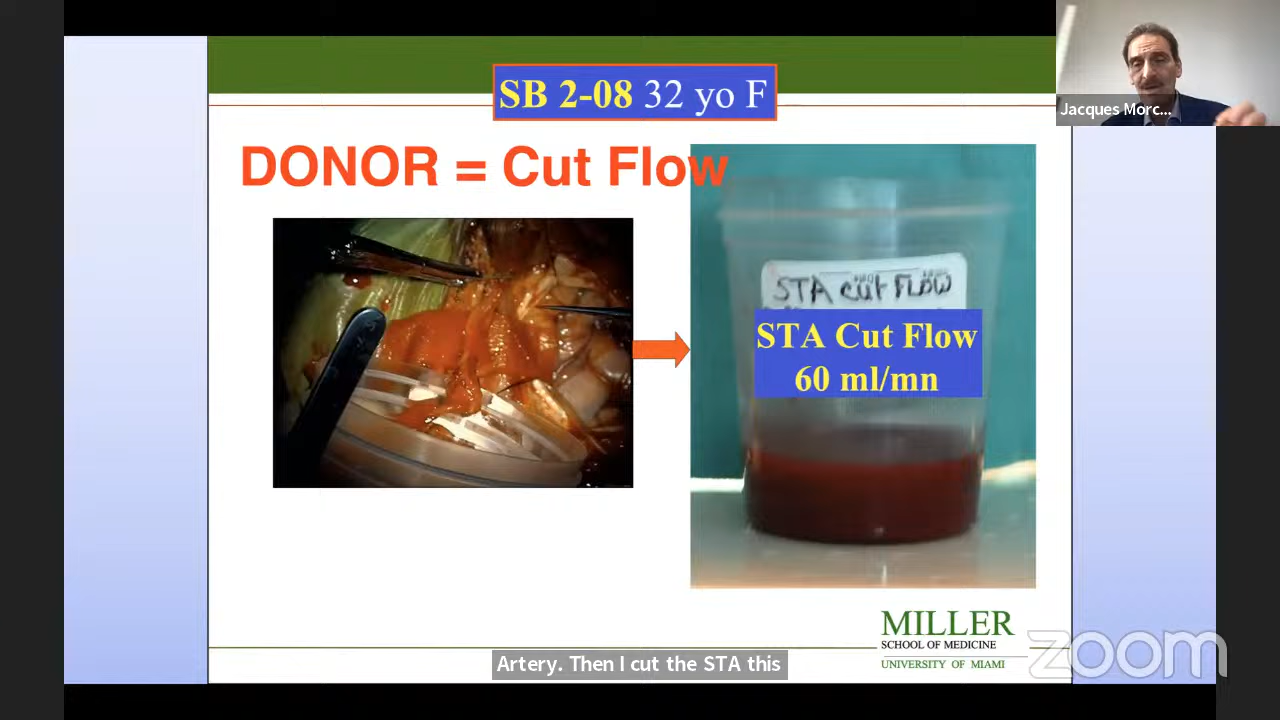 SB 2-08 32 yo F
Jacques Morc...
DONOR = Cut Flow
STA cut FLOW
STA Cut Flow
60 ml/mn
MILLER
SCHOOL OF MEDICINE
UNIVERSITY OF MIAMI
zoom
Artery. Then I cut the STA this